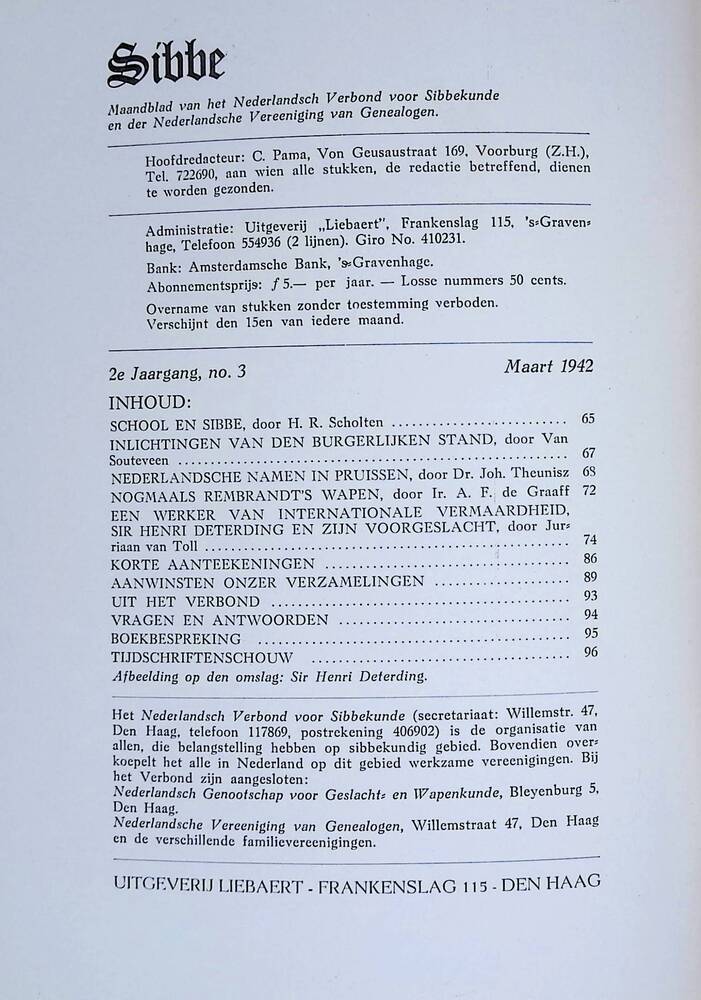 Sibbe
Maandblad van het Nederlandsch Verbond voor Sibbekunde
en der Nederlandsche Vereeniging van Genealogen.
Hoofdredacteur: C. Pama, Von Geusaustraat 169, Voorburg (Z.H.),
Tel. 722690, aan wien alle stukken, de redactie betreffend, dienen
te worden gezonden.
Administratie: Uitgeverij „Liebaert", Frankenslag 115, 's-Graven-
hage, Telefoon 554936 (2 lijnen). Giro No. 410231.
Bank: Amsterdamsche Bank, 's-Gravenhage.
Abonnementsprijs: ƒ 5.— per jaar. — Losse nummers 50 cents.
Overname van stukken zonder toestemming verboden.
Verschijnt den 15en van iedere maand.
2e Jaargang, no. 3 Maart 1942
INHOUD:
SCHOOL EN SIBBE, door H. R. Scholten .......................... 65
INLICHTINGEN VAN DEN BURGERLIJKEN STAND, door Van
Souteveen .......................................................... 67
NEDERLANDSCHE NAMEN IN PRUISSEN, door Dr. Joh. Theunisz 68
NOGMAALS REMBRANDT'S WAPEN, door Ir. A. F. de Graaff 72
EEN WERKER VAN INTERNATIONALE VERMAARDHEID,
SIR HENRI DETERDING EN ZIJN VOORGESLACHT, door Jur-
riaan van Toll ...................................................... 74
KORTE AANTEEKENINGEN .................................... 86
AANWINSTEN ONZER VERZAMELINGEN .................... 89
UIT HET VERBOND ............................................ 93
VRAGEN EN ANTWOORDEN .................................. 94
BOEKBESPREKING .............................................. 95
TIJDSCHRIFTENSCHOUW ...................................... 96
Afbeelding op den omslag: Sir Henri Deterding.
Het Nederlandsch Verbond voor Sibbekunde (secretariaat: Willemstr. 47,
Den Haag, telefoon 117869, postrekening 406902) is de organisatie van
allen, die belangstelling hebben op sibbekundig gebied. Bovendien over-
koepelt het alle in Nederland op dit gebied werkzame vereenigingen. Bij
het Verbond zijn aangesloten:
Nederlandsch Genootschap voor Geslacht- en Wapenkunde, Bleyenburg 5,
Den Haag.
Nederlandsche Vereeniging van Genealogen, Willemstraat 47, Den Haag
en de verschillende familievereenigingen.
UITGEVERIJ LIEBAERT - FRANKENSLAG 115 - DEN HAAG